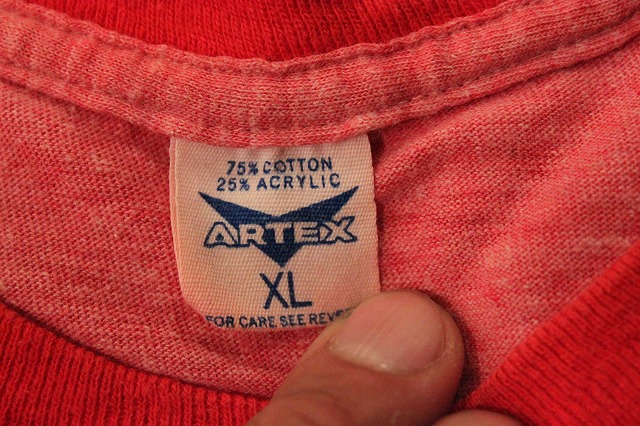 75% COTTON
25% ACRYLIC
ARTEX
XL
FOR CARE SEE